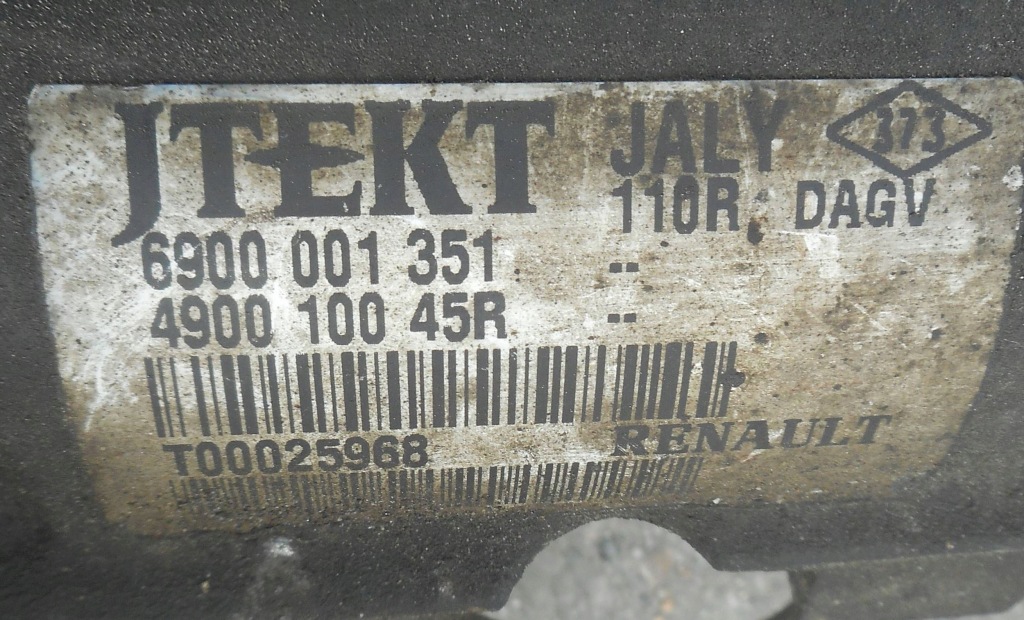 JTEKT JALY 373
110R DAGV
6900 001 351 --
4900 100 45R --
T00025968 RENAULT